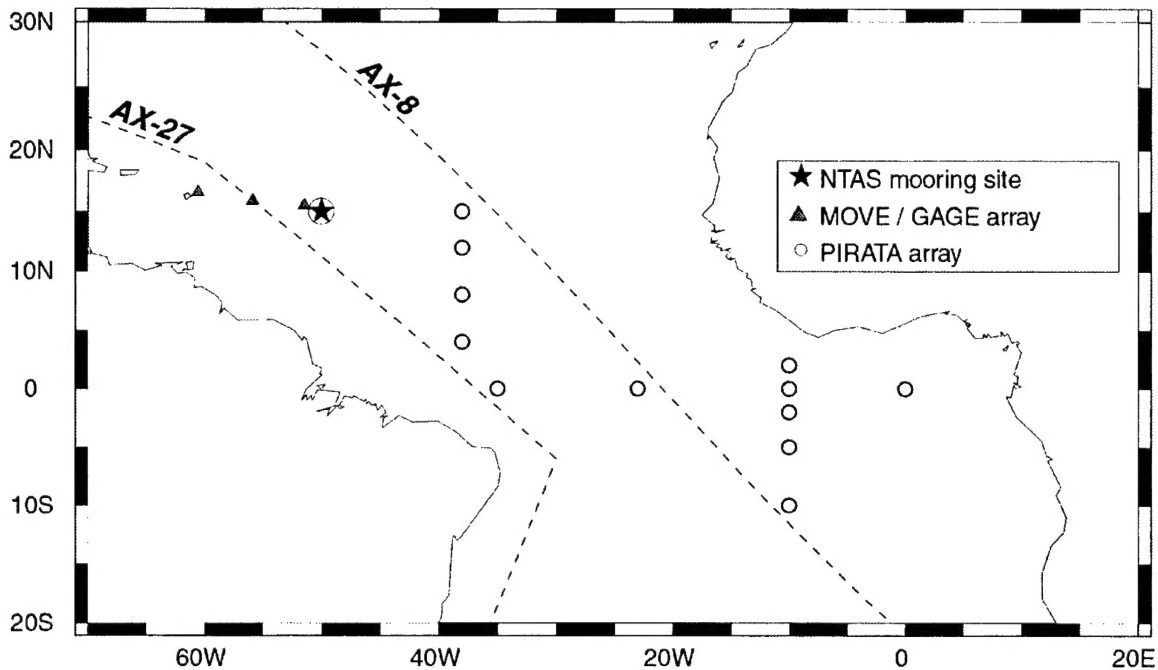 30N
20N
10N
0
10S
20S
AX-8
AX-27
NTAS mooring site
MOVE / GAGE array
PIRATA array
60W
40W
20W
0
20E